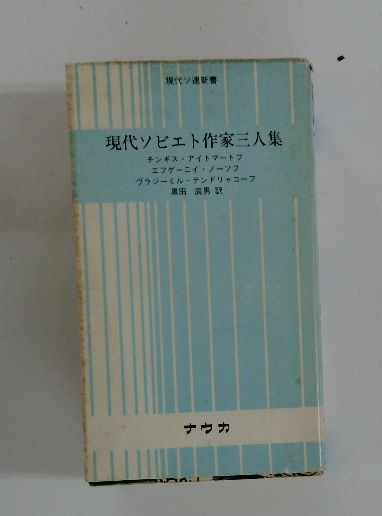 現代ソ連新書
現代ソビエト作家三人集
チンギス・アイトマートフ
エフゲーニイ・ノーソフ
ヴラジーミル・テンドリャコーフ
黒田 辰男 訳
ナウカ